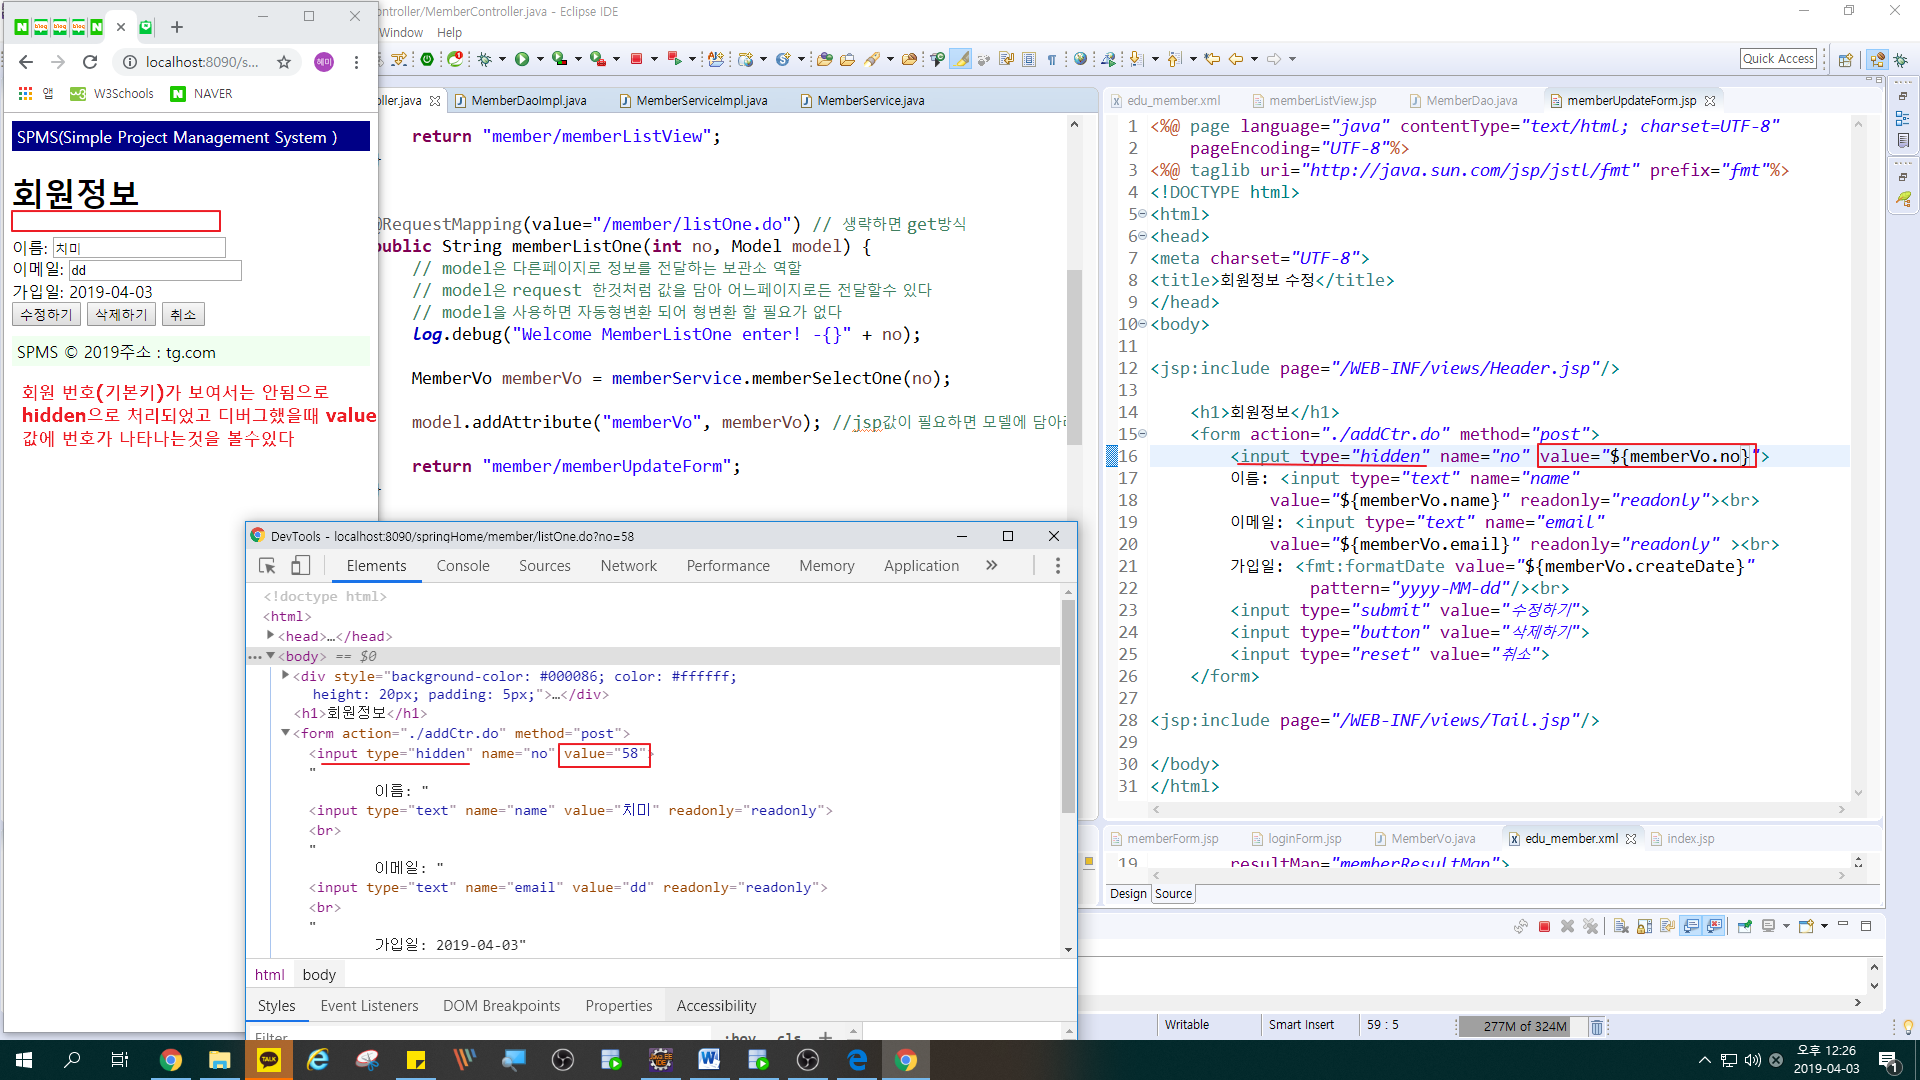 ontroller/MemberController.java - Eclipse IDE
Window Help
localhost:8090/s...
혜미
앱 W3Schools NAVER
Quick Access
SPMS(Simple Project Management System )
회원정보
이름: 치미
이메일: dd
가입일: 2019-04-03
수정하기 삭제하기 취소
SPMS © 2019주소 : tg.com
회원 번호(기본키)가 보여서는 안됨으로
hidden으로 처리되었고 디버그했을때 value
값에 번호가 나타나는것을 볼수있다
oller.java MemberDaoImpl.java MemberServiceImpl.java MemberService.java
return "member/memberListView";
@RequestMapping(value="/member/listOne.do") // 생략하면 get방식
public String memberListOne(int no, Model model) {
// model은 다른페이지로 정보를 전달하는 보관소 역할
// model은 request 한것처럼 값을 담아 어느페이지로든 전달할수 있다
// model을 사용하면 자동형변환 되어 형변환 할 필요가 없다
log.debug("Welcome MemberListOne enter! -{}" + no);
MemberVo memberVo = memberService.memberSelectOne(no);
model.addAttribute("memberVo", memberVo); //jsp값이 필요하면 모델에 담아
return "member/memberUpdateForm";
edu_member.xml memberListView.jsp MemberDao.java memberUpdateForm.jsp
1 <%@ page language="java" contentType="text/html; charset=UTF-8"
2 pageEncoding="UTF-8"%>
3 <%@ taglib uri="http://java.sun.com/jsp/jstl/fmt" prefix="fmt"%>
4 <!DOCTYPE html>
5 <html>
6 <head>
7 <meta charset="UTF-8">
8 <title>회원정보 수정</title>
9 </head>
10 <body>
11
12 <jsp:include page="/WEB-INF/views/Header.jsp"/>
13
14 <h1>회원정보</h1>
15 <form action="./addCtr.do" method="post">
16 <input type="hidden" name="no" value="${memberVo.no}">
17 이름: <input type="text" name="name"
18 value="${memberVo.name}" readonly="readonly"><br>
19 이메일: <input type="text" name="email"
20 value="${memberVo.email}" readonly="readonly" ><br>
21 가입일: <fmt:formatDate value="${memberVo.createDate}"
22 pattern="yyyy-MM-dd"/><br>
23 <input type="submit" value="수정하기">
24 <input type="button" value="삭제하기">
25 <input type="reset" value="취소">
26 </form>
27
28 <jsp:include page="/WEB-INF/views/Tail.jsp"/>
29
30 </body>
31 </html>
memberForm.jsp loginForm.jsp MemberVo.java edu_member.xml index.jsp
19 resultMap="memberResultMap">
Design Source
DevTools - localhost:8090/springHome/member/listOne.do?no=58
Elements Console Sources Network Performance Memory Application »
<!doctype html>
<html>
<head>…</head>
<body> == $0
<div style="background-color: #000086; color: #ffffff;
height: 20px; padding: 5px;">…</div>
<h1>회원정보</h1>
<form action="./addCtr.do" method="post">
<input type="hidden" name="no" value="58">
"
이름: "
<input type="text" name="name" value="치미" readonly="readonly">
<br>
"
이메일: "
<input type="text" name="email" value="dd" readonly="readonly">
<br>
"
가입일: 2019-04-03"
html body
Styles Event Listeners DOM Breakpoints Properties Accessibility
Filter :hov .cls +
Writable Smart Insert 59 : 5 277M of 324M
TALK
오후 12:26
2019-04-03
1